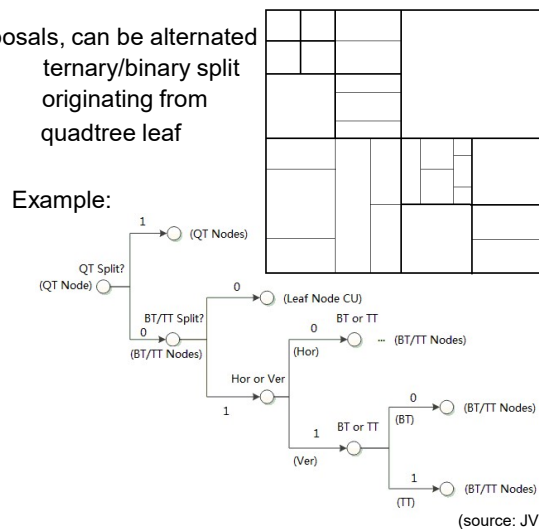 posals, can be alternated
ternary/binary split
originating from
quadtree leaf
Example:
1
(QT Nodes)
QT Split?
(QT Node)
0
BT/TT Split?
(BT/TT Nodes)
0
(Leaf Node CU)
Hor or Ver
1
0
(Hor)
BT or TT
... (BT/TT Nodes)
1
(Ver)
BT or TT
0
(BT)
(BT/TT Nodes)
1
(TT)
(BT/TT Nodes)
(source: JV